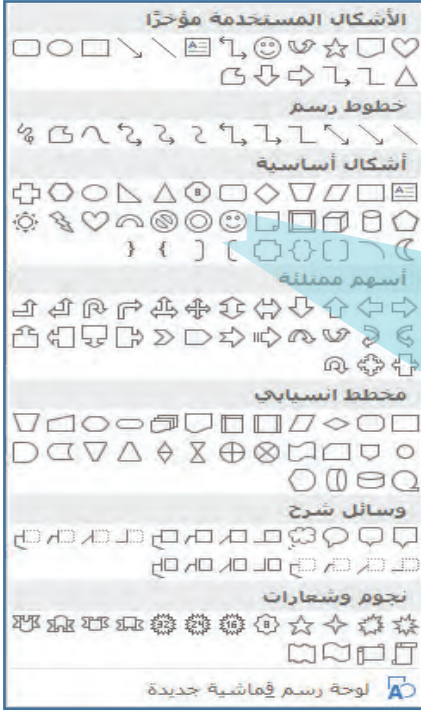 الأشكال المستخدمة مؤخرًا
خطوط رسم
أشكال أساسية
أسهم ممتلئة
مخطط انسيابي
وسائل شرح
نجوم وشعارات
لوحة رسم قماشية جديدة